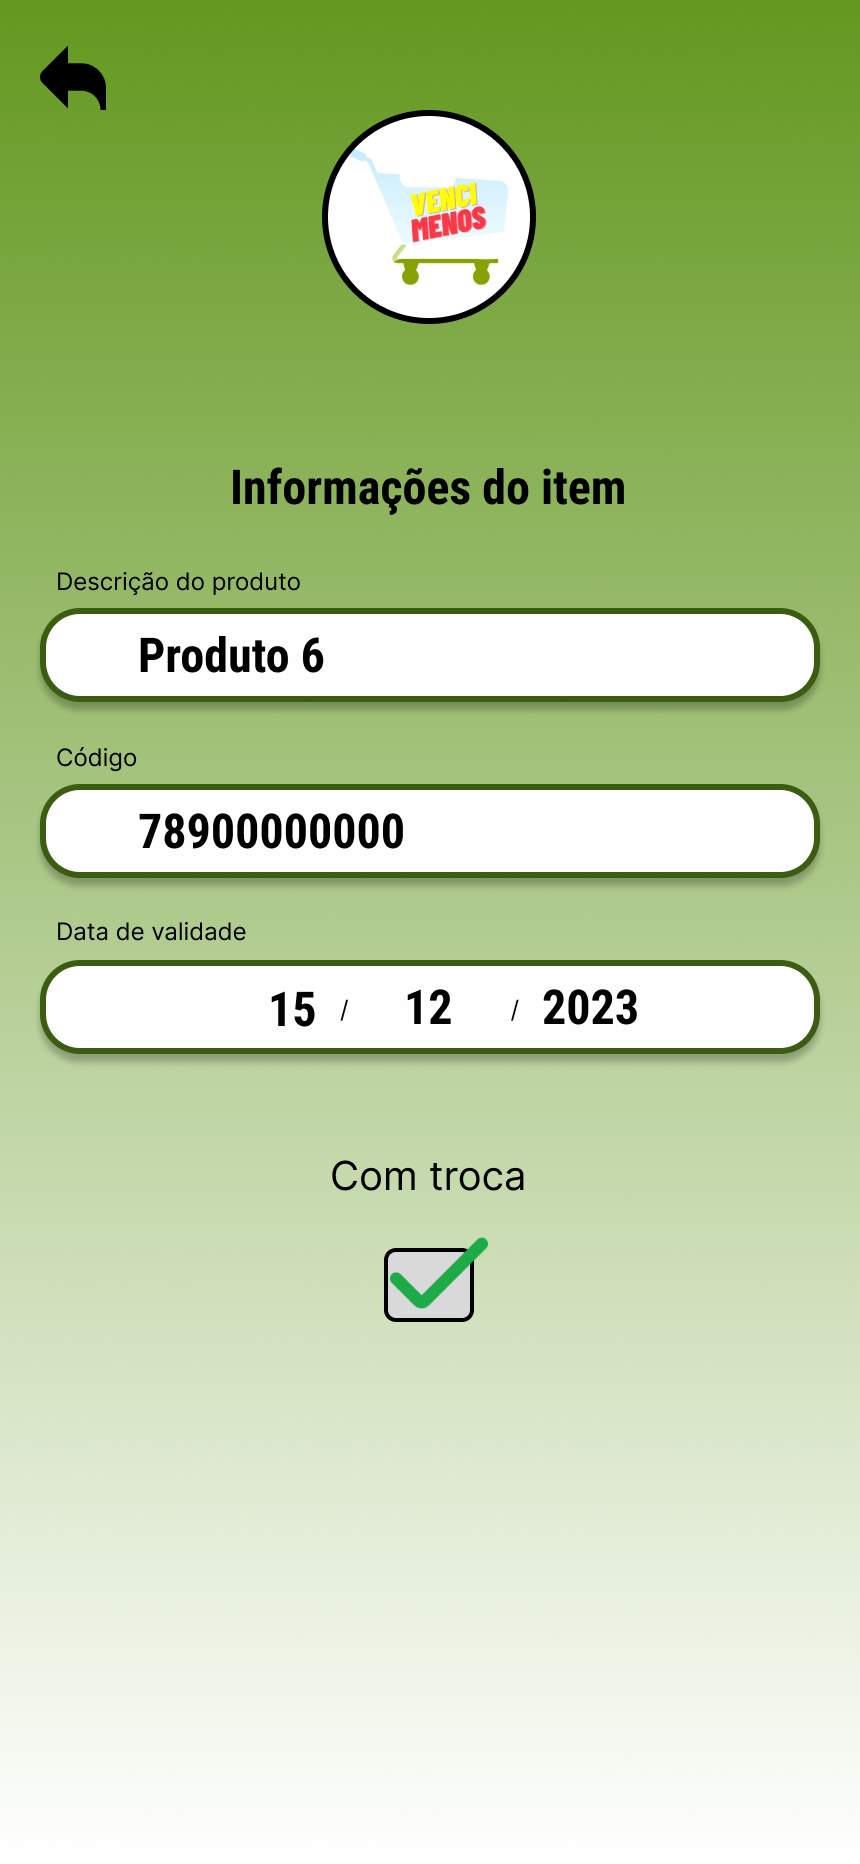 VENCI
MENOS
Informações do item
Descrição do produto
Produto 6
Código
78900000000
Data de validade
15 / 12 / 2023
Com troca